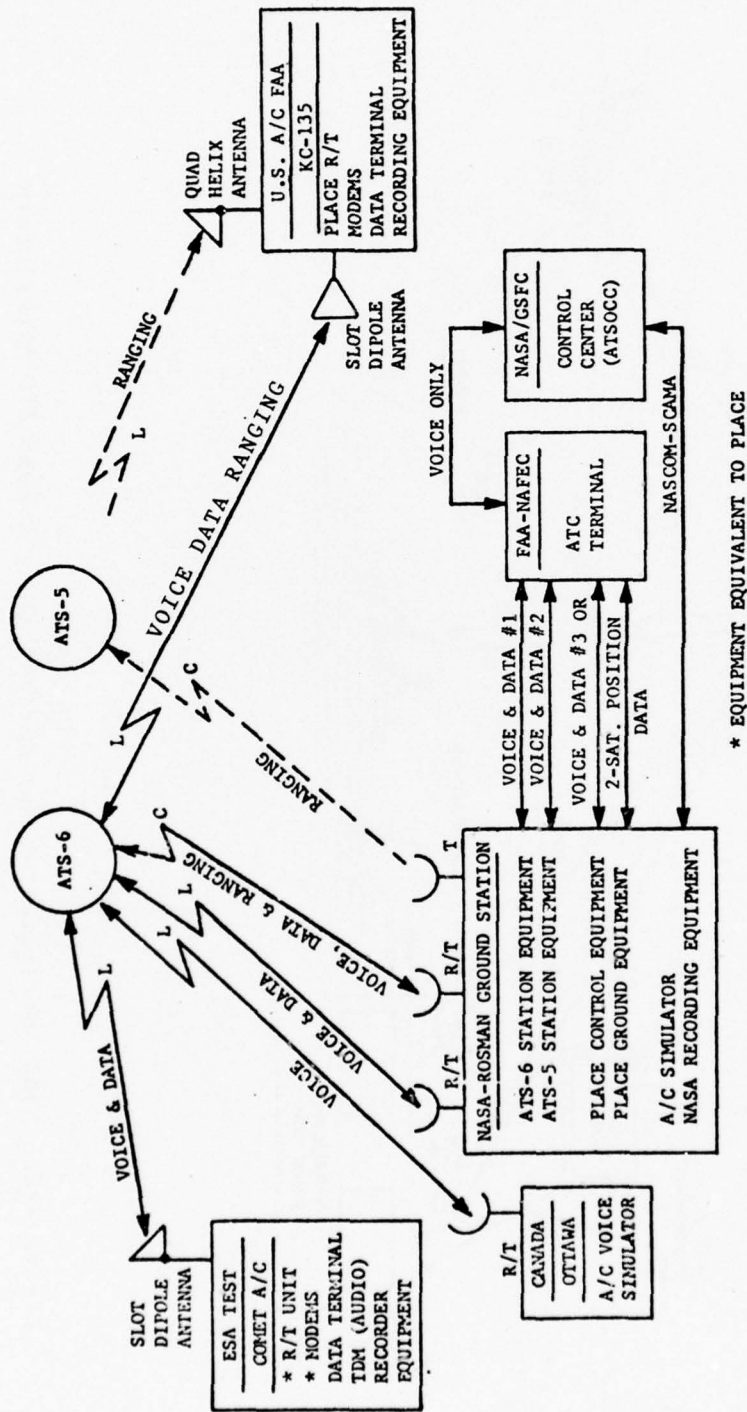 ATS-6
ATS-5
L
VOICE & DATA
L
VOICE DATA RANGING
RANGING
L
QUAD
HELIX
ANTENNA
U.S. A/C FAA
KC-135
PLACE R/T
MODEMS
DATA TERMINAL
RECORDING EQUIPMENT
SLOT
DIPOLE
ANTENNA
SLOT
DIPOLE
ANTENNA
ESA TEST
COMET A/C
* R/T UNIT
* MODEMS
DATA TERMINAL
TDM (AUDIO)
RECORDER
EQUIPMENT
L
VOICE
L
VOICE & DATA
C
VOICE, DATA & RANGING
C
RANGING
R/T
CANADA
OTTAWA
A/C VOICE
SIMULATOR
R/T
R/T
T
NASA-ROSMAN GROUND STATION
ATS-6 STATION EQUIPMENT
ATS-5 STATION EQUIPMENT
PLACE CONTROL EQUIPMENT
PLACE GROUND EQUIPMENT
A/C SIMULATOR
NASA RECORDING EQUIPMENT
VOICE & DATA #1
VOICE & DATA #2
VOICE & DATA #3 OR
2-SAT. POSITION
DATA
NASCOM-SCAMA
FAA-NAFEC
ATC
TERMINAL
VOICE ONLY
NASA/GSFC
CONTROL
CENTER
(ATSOCC)
* EQUIPMENT EQUIVALENT TO PLACE